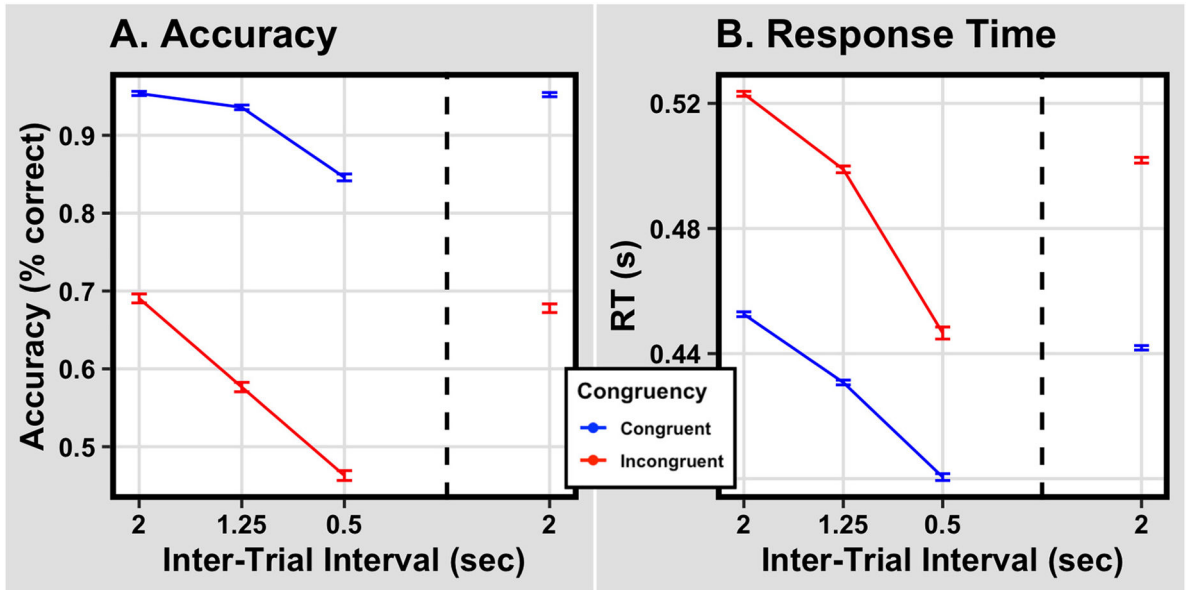 A. Accuracy
Accuracy (% correct)
0.9
0.8
0.7
0.6
0.5
2 1.25 0.5 2
Inter-Trial Interval (sec)
B. Response Time
RT (s)
0.52
0.48
0.44
2 1.25 0.5 2
Inter-Trial Interval (sec)
Congruency
Congruent
Incongruent